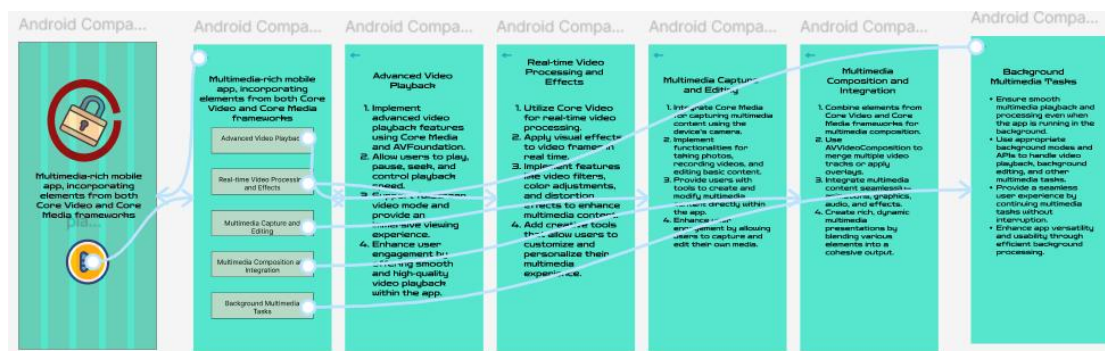 Android Compa...
Multimedia-rich mobile
app, incorporating
elements from both
Core Video and Core
Media frameworks
Android Compa...
Multimedia-rich mobile
app, incorporating
elements from both Core
Video and Core Media
frameworks
Advanced Video Playback
Real-time Video Processing
and Effects
Multimedia Capture and
Editing
Multimedia Composition and
Integration
Background Multimedia
Tasks
Android Compa...
Advanced Video
Playback
1. Implement
advanced video
playback features
using Core Media
and AVFoundation.
2. Allow users to play,
pause, seek, and
control playback
speed.
video mode and
provide an
immersive viewing
experience.
4. Enhance user
engagement by
offering smooth
and high-quality
video playback
within the app.
Android Compa...
Real-time Video
Processing and
Effects
1. Utilize Core Video
for real-time video
processing.
2. Apply visual effects
to video frames in
real time.
3. Implement features
like video filters,
color adjustments,
and distortion
effects to enhance
multimedia content.
4. Add creative tools
that allow users to
customize and
personalize their
multimedia
experience.
Android Compa...
Multimedia Capture
and Editing
1. Integrate Core Media
for capturing multimedia
content using the
device's camera.
2. Implement
functionalities for
taking photos,
recording videos, and
editing basic content.
3. Provide users with
tools to create and
modify multimedia
content directly within
the app.
4. Enhance user
engagement by allowing
users to capture and
edit their own media.
Android Compa...
Multimedia
Composition and
Integration
1. Combine elements from
Core Video and Core
Media frameworks for
multimedia composition.
2. Use
AVVideoComposition to
merge multiple video
tracks or apply
overlays.
3. Integrate multimedia
content seamlessly
graphics,
audio, and effects.
4. Create rich, dynamic
multimedia
presentations by
blending various
elements into a
cohesive output.
Android Compa...
Background
Multimedia Tasks
• Ensure smooth
multimedia playback and
processing even when
the app is running in the
background.
• Use appropriate
background modes and
APIs to handle video
playback, background
editing, and other
multimedia tasks.
• Provide a seamless
user experience by
continuing multimedia
tasks without
interruption.
• Enhance app versatility
and usability through
efficient background
processing.